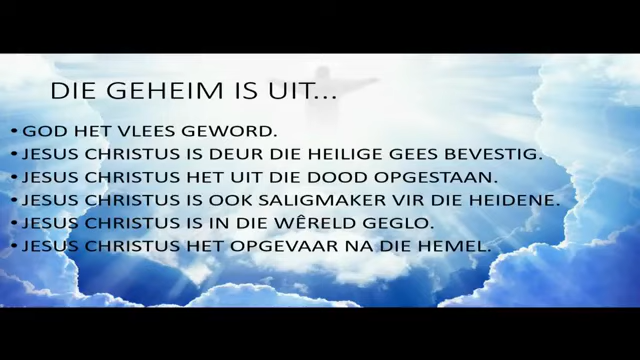 DIE GEHEIM IS UIT...
• GOD HET VLEES GEWORD.
• JESUS CHRISTUS IS DEUR DIE HEILIGE GEES BEVESTIG.
• JESUS CHRISTUS HET UIT DIE DOOD OPGESTAAN.
• JESUS CHRISTUS IS OOK SALIGMAKER VIR DIE HEIDENE.
• JESUS CHRISTUS IS IN DIE WÊRELD GEGLO.
• JESUS CHRISTUS HET OPGEVAAR NA DIE HEMEL.